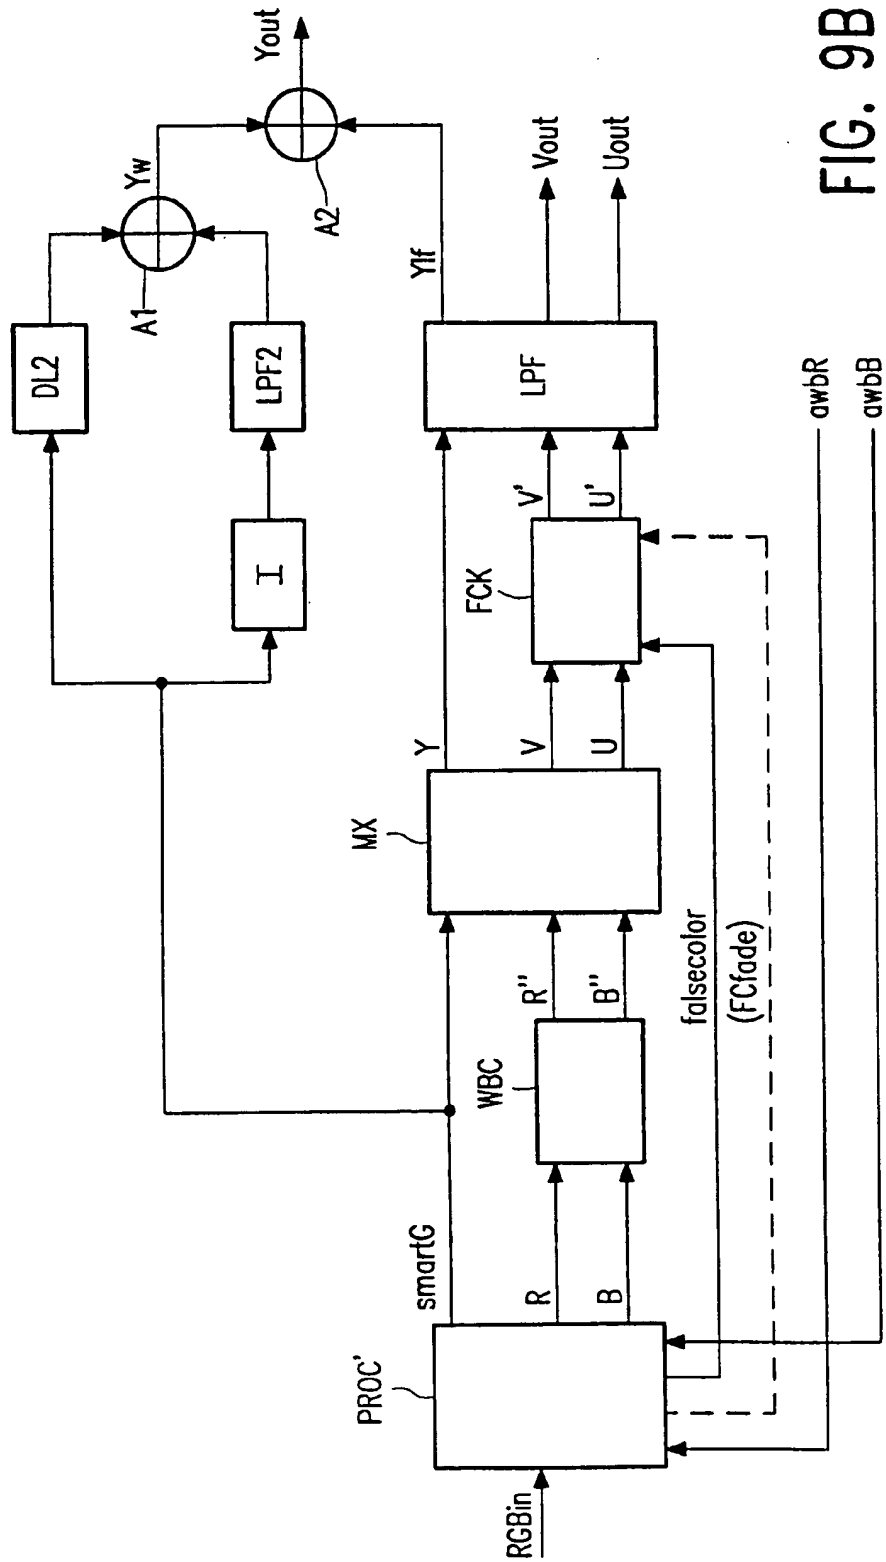 DL2
Yw
Yout
A1
LPF2
A2
I
Ylf
Vout
Uout
LPF
Y
V
U
V'
U'
FCK
MX
smartG
R
B
R''
B''
WBC
PROC'
RGBin
falsecolor
(FCfade)
awbR
awbB
FIG. 9B